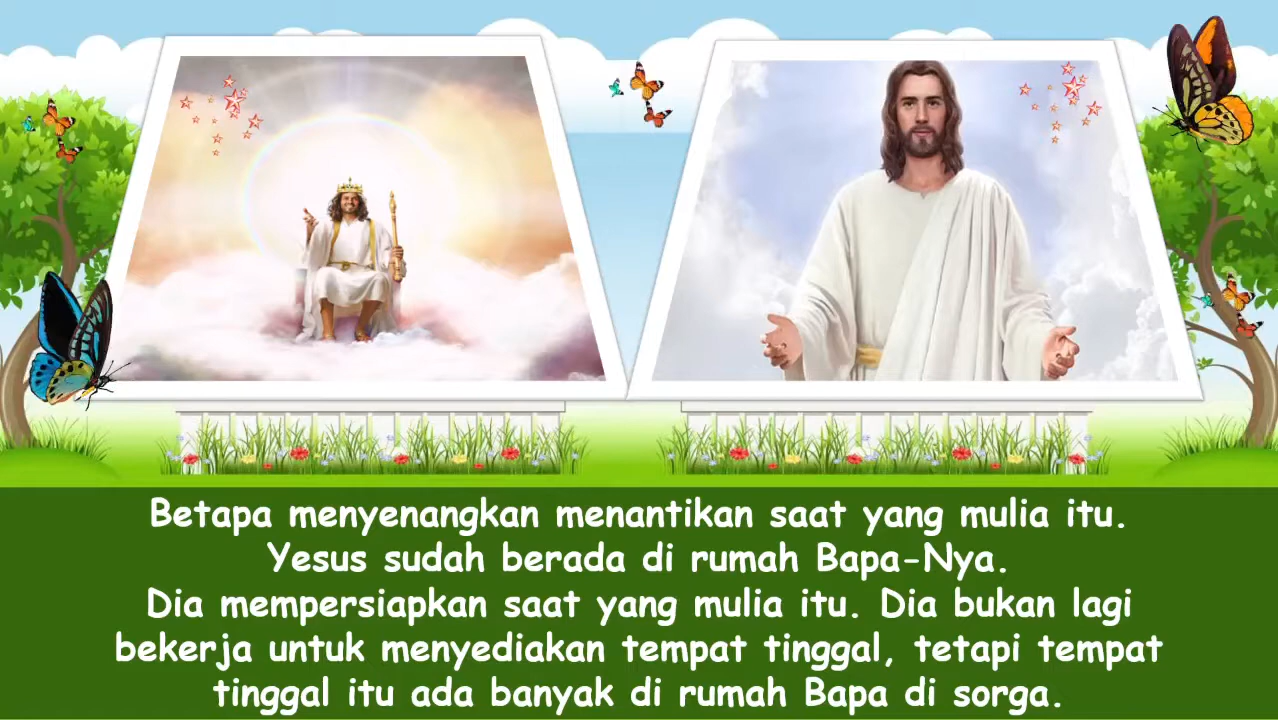 Betapa menyenangkan menantikan saat yang mulia itu.
Yesus sudah berada di rumah Bapa-Nya.
Dia mempersiapkan saat yang mulia itu. Dia bukan lagi
bekerja untuk menyediakan tempat tinggal, tetapi tempat
tinggal itu ada banyak di rumah Bapa di sorga.